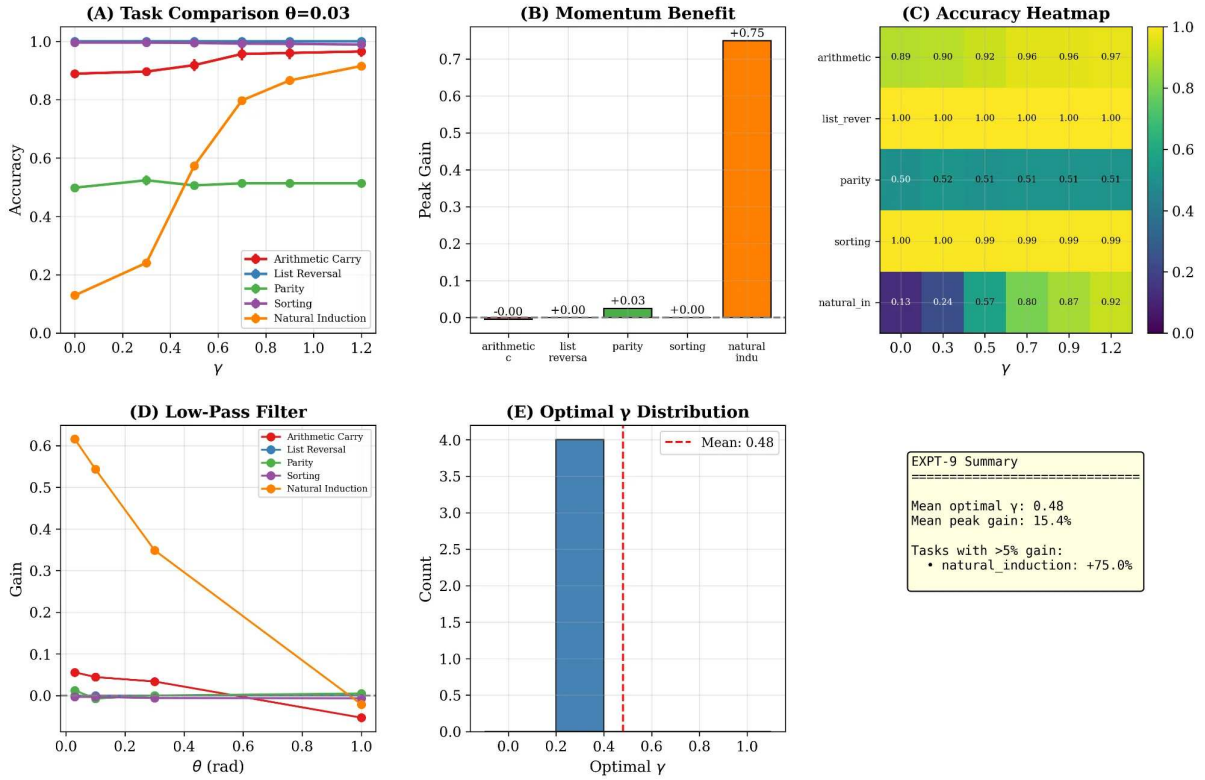 (A) Task Comparison θ=0.03
Accuracy
1.0
0.8
0.6
0.4
0.2
0.0
Arithmetic Carry
List Reversal
Parity
Sorting
Natural Induction
0.0 0.2 0.4 0.6 0.8 1.0 1.2
γ
(B) Momentum Benefit
Peak Gain
0.7
0.6
0.5
0.4
0.3
0.2
0.1
0.0
-0.00
+0.00
+0.03
+0.00
+0.75
arithmetic
c
list
reversa
parity
sorting
natural
indu
(C) Accuracy Heatmap
arithmetic 0.89 0.90 0.92 0.96 0.96 0.97
list_rever 1.00 1.00 1.00 1.00 1.00 1.00
parity 0.50 0.52 0.51 0.51 0.51 0.51
sorting 1.00 1.00 0.99 0.99 0.99 0.99
natural_in 0.13 0.24 0.57 0.80 0.87 0.92
0.0 0.3 0.5 0.7 0.9 1.2
γ
1.0
0.8
0.6
0.4
0.2
0.0
(D) Low-Pass Filter
Gain
0.6
0.5
0.4
0.3
0.2
0.1
0.0
Arithmetic Carry
List Reversal
Parity
Sorting
Natural Induction
0.0 0.2 0.4 0.6 0.8 1.0
θ (rad)
(E) Optimal γ Distribution
Count
4.0
3.5
3.0
2.5
2.0
1.5
1.0
0.5
0.0
Mean: 0.48
0.0 0.2 0.4 0.6 0.8 1.0
Optimal γ
EXPT-9 Summary
==============================
Mean optimal γ: 0.48
Mean peak gain: 15.4%
Tasks with >5% gain:
• natural_induction: +75.0%